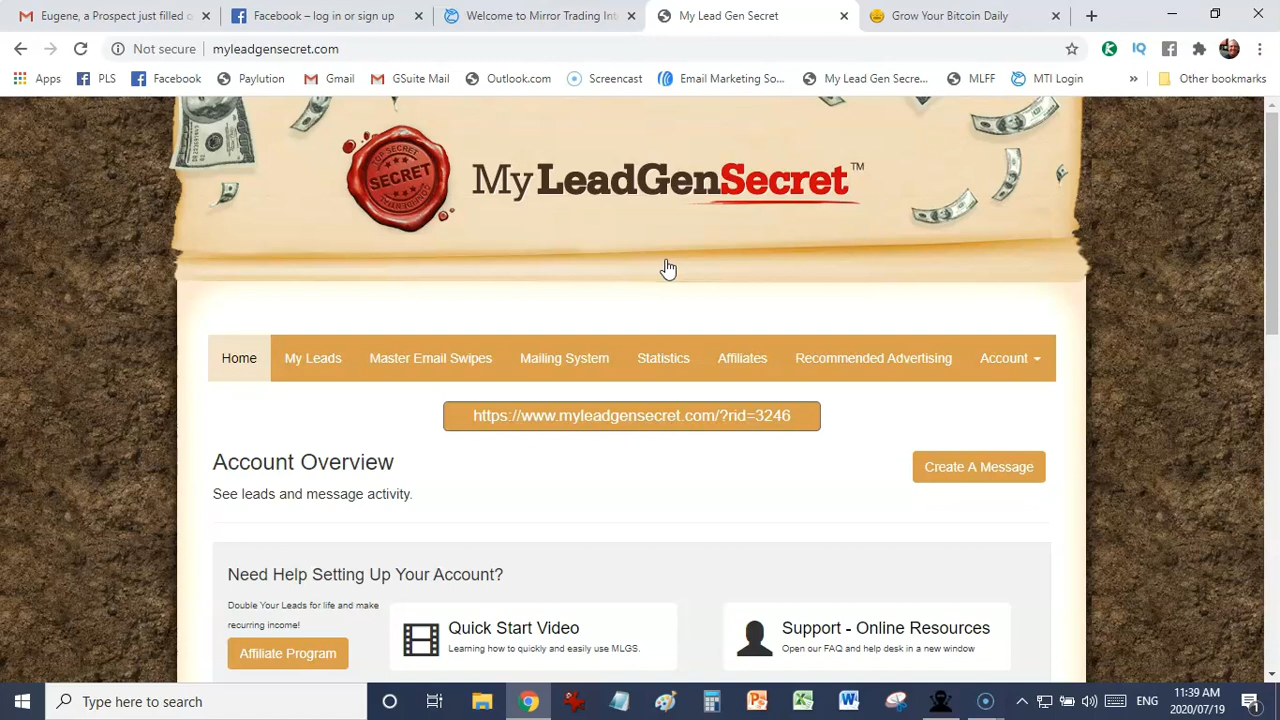 Eugene, a Prospect just filled o
Facebook – log in or sign up
Welcome to Mirror Trading Int
My Lead Gen Secret
Grow Your Bitcoin Daily
Not secure
myleadgensecret.com
Apps
PLS
Facebook
Paylution
Gmail
GSuite Mail
Outlook.com
Screencast
Email Marketing So...
My Lead Gen Secre...
MLFF
MTI Login
Other bookmarks
TOP SECRET
SECRET
CONFIDENTIAL
MyLeadGenSecret™
Home
My Leads
Master Email Swipes
Mailing System
Statistics
Affiliates
Recommended Advertising
Account
https://www.myleadgensecret.com/?rid=3246
Account Overview
Create A Message
See leads and message activity.
Need Help Setting Up Your Account?
Double Your Leads for life and make
recurring income!
Affiliate Program
Quick Start Video
Learning how to quickly and easily use MLGS.
Support - Online Resources
Open our FAQ and help desk in a new window
Type here to search
ENG
11:39 AM
2020/07/19